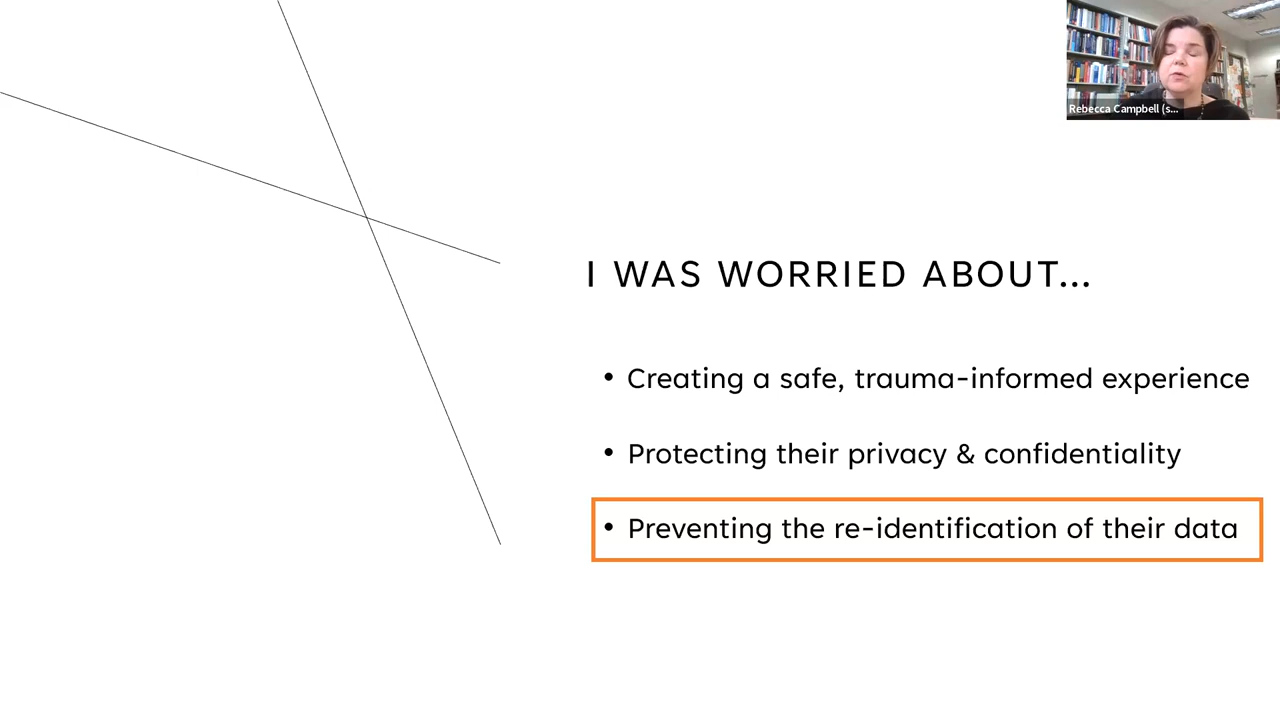 Rebecca Campbell (s...
I WAS WORRIED ABOUT...
• Creating a safe, trauma-informed experience
• Protecting their privacy & confidentiality
• Preventing the re-identification of their data